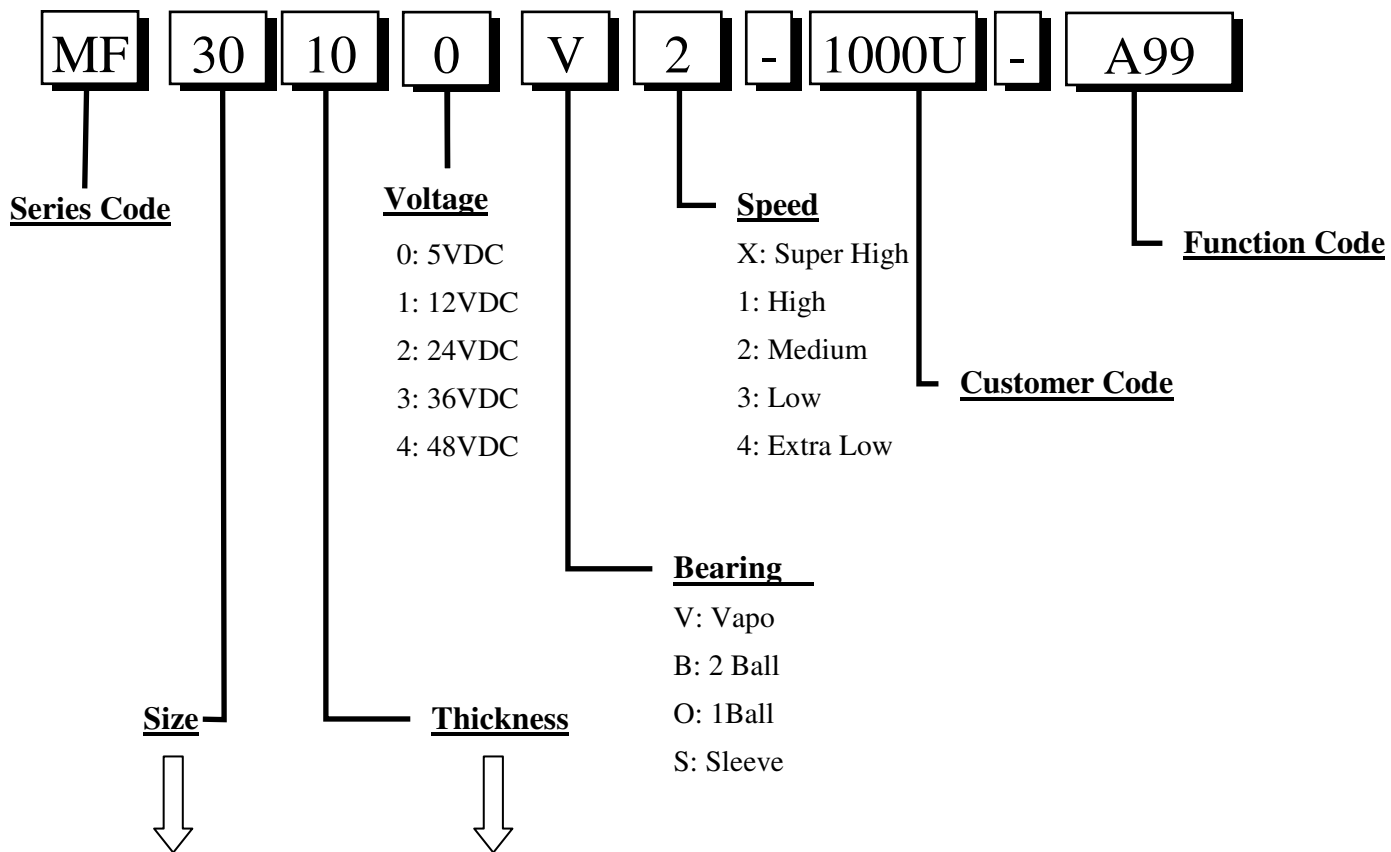 MF 30 10 0 V 2 - 1000U - A99
Series Code
Voltage
0: 5VDC
1: 12VDC
2: 24VDC
3: 36VDC
4: 48VDC
Speed
X: Super High
1: High
2: Medium
3: Low
4: Extra Low
Function Code
Customer Code
Bearing
V: Vapo
B: 2 Ball
O: 1Ball
S: Sleeve
Size
Thickness